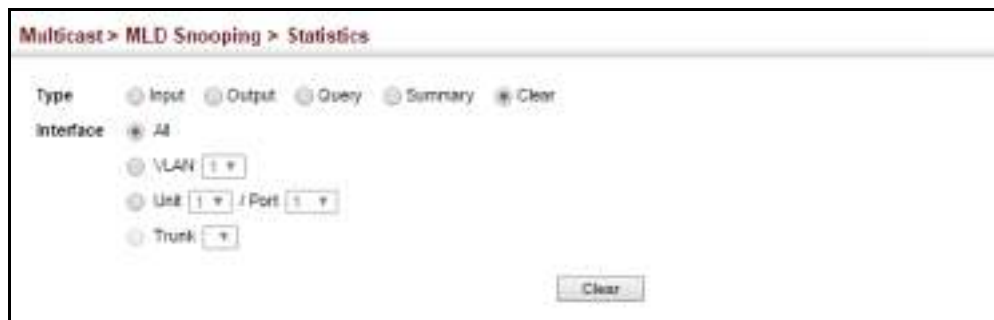 Multicast > MLD Snooping > Statistics
Type Input Output Query Summary Clear
Interface All
VLAN 1
Unit 1 / Port 1
Trunk
Clear